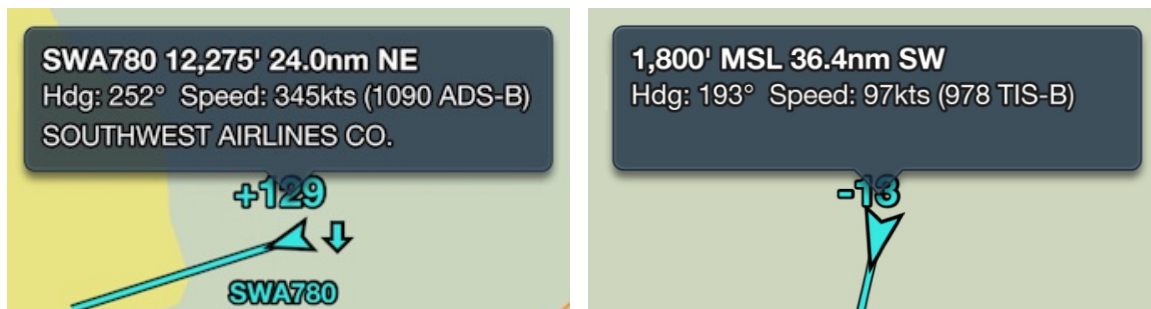 SWA780 12,275' 24.0nm NE
Hdg: 252° Speed: 345kts (1090 ADS-B)
SOUTHWEST AIRLINES CO.
+129
SWA780
1,800' MSL 36.4nm SW
Hdg: 193° Speed: 97kts (978 TIS-B)
-13